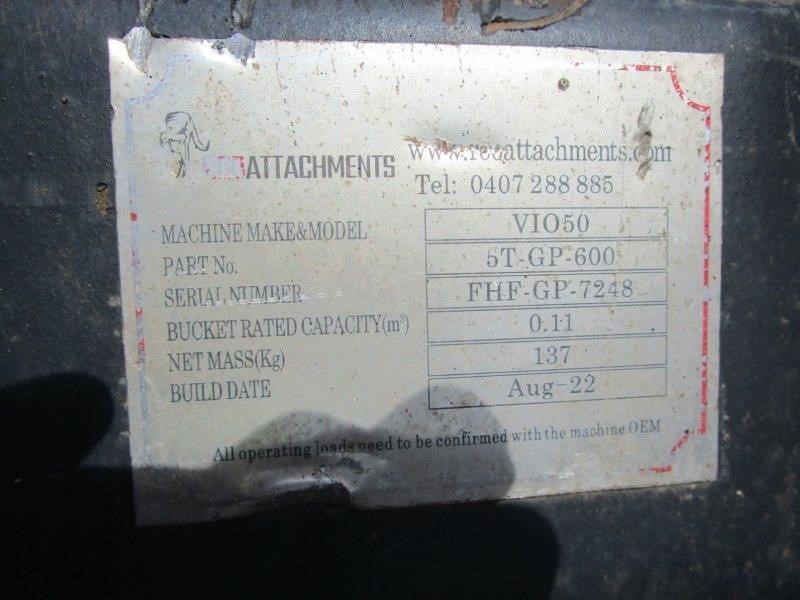 ATTACHMENTS
Tel: 0407 288 885
MACHINE MAKE&MODEL VIO50
PART No. 5T-GP-600
SERIAL NUMBER FHF-GP-7248
BUCKET RATED CAPACITY(m³) 0.11
NET MASS(Kg) 137
BUILD DATE Aug-22
All operating loads need to be confirmed with the machine OEM